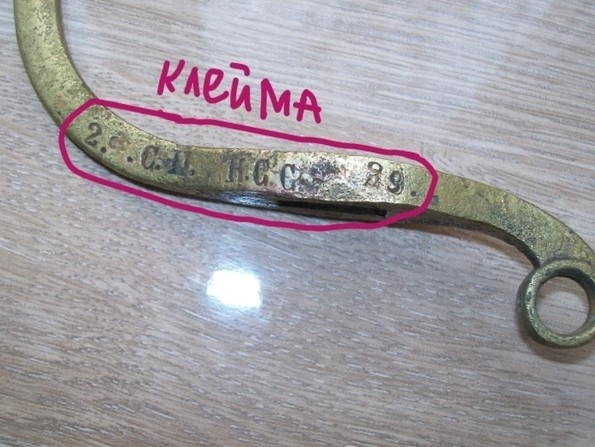 клейма
2. . С. П. Н. С. С. 89.